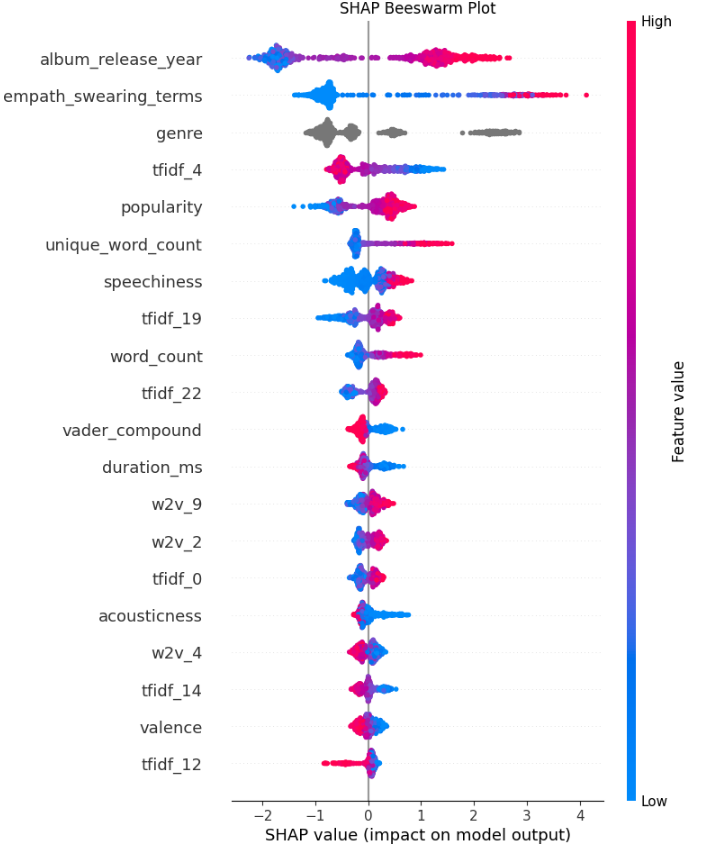 SHAP Beeswarm Plot
High
album_release_year
empath_swearing_terms
genre
tfidf_4
popularity
unique_word_count
speechiness
tfidf_19
word_count
tfidf_22
vader_compound
duration_ms
w2v_9
w2v_2
tfidf_0
acousticness
w2v_4
tfidf_14
valence
tfidf_12
Feature value
Low
−2 −1 0 1 2 3 4
SHAP value (impact on model output)